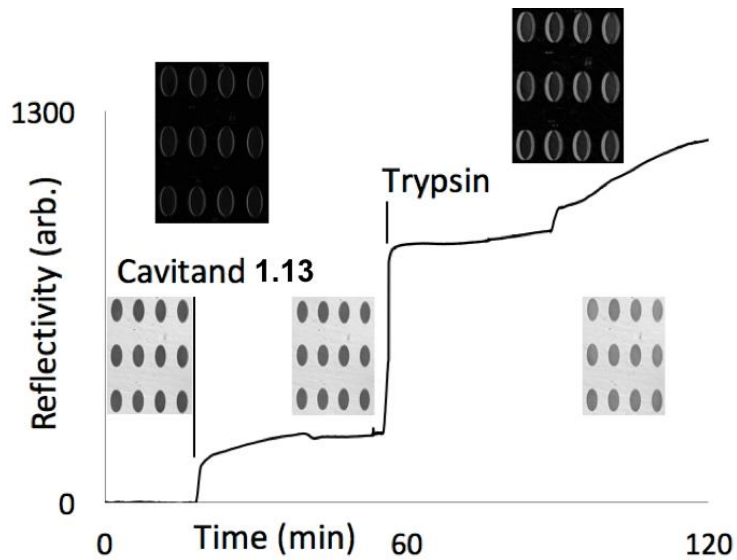 1300
Trypsin
Cavitand 1.13
Reflectivity (arb.)
0
0 Time (min) 60 120